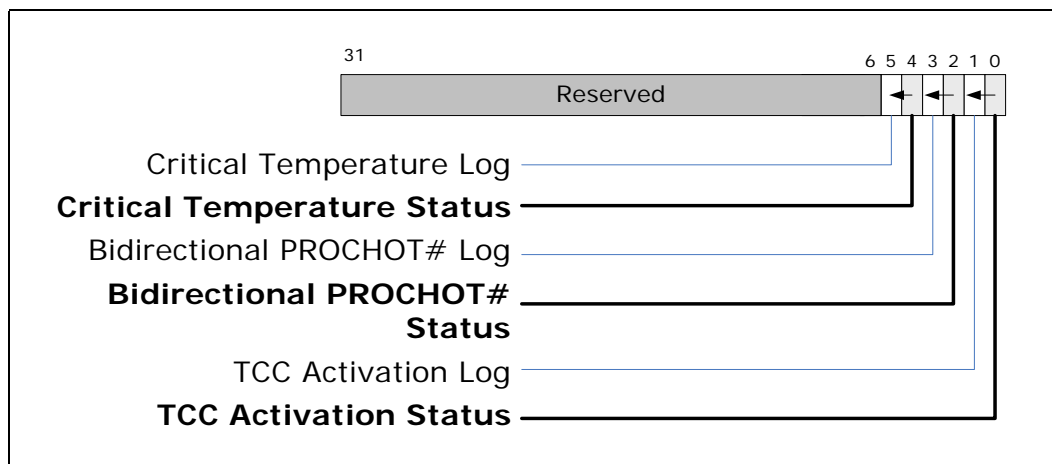 31 6 5 4 3 2 1 0
Reserved
Critical Temperature Log
Critical Temperature Status
Bidirectional PROCHOT# Log
Bidirectional PROCHOT#
Status
TCC Activation Log
TCC Activation Status